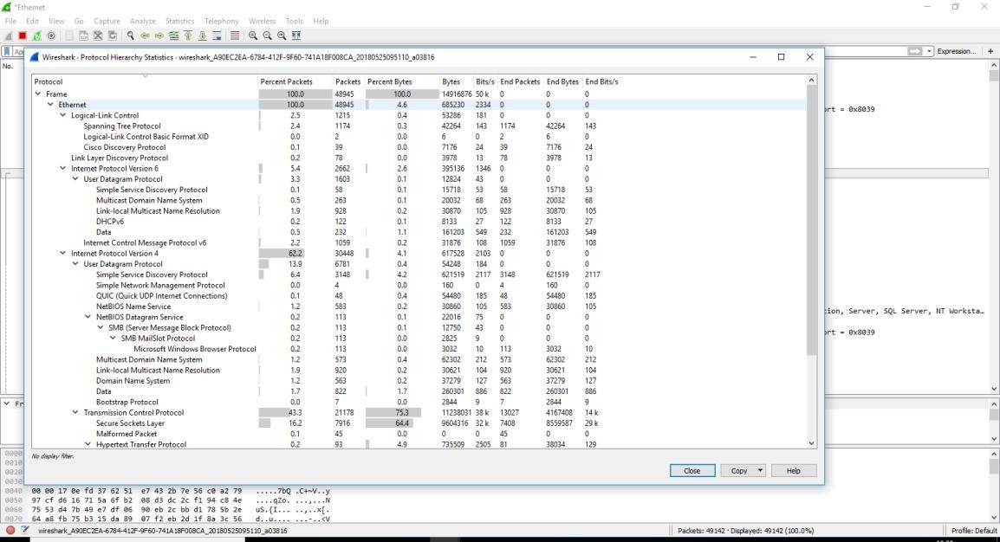 *Ethernet
File Edit View Go Capture Analyze Statistics Telephony Wireless Tools Help
Expression... +
No.
Wireshark · Protocol Hierarchy Statistics · wireshark_A90EC2EA-6784-412F-9F60-741A18F008CA_20180525095110_a03816
Protocol Percent Packets Packets Percent Bytes Bytes Bits/s End Packets End Bytes End Bits/s
Frame 100.0 48945 100.0 14916876 50 k 0 0 0
Ethernet 100.0 48945 4.6 685230 2334 0 0 0
Logical-Link Control 2.5 1215 0.4 53286 181 0 0 0
Spanning Tree Protocol 2.4 1174 0.3 42264 143 1174 42264 143
Logical-Link Control Basic Format XID 0.0 2 0.0 6 0 2 6 0
Cisco Discovery Protocol 0.1 39 0.0 7176 24 39 7176 24
Link Layer Discovery Protocol 0.2 78 0.0 3978 13 78 3978 13
Internet Protocol Version 6 5.4 2662 2.6 395136 1346 0 0 0
User Datagram Protocol 3.3 1603 0.1 12824 43 0 0 0
Simple Service Discovery Protocol 0.1 58 0.1 15718 53 58 15718 53
Multicast Domain Name System 0.5 263 0.1 20032 68 263 20032 68
Link-local Multicast Name Resolution 1.9 928 0.2 30870 105 928 30870 105
DHCPv6 0.2 122 0.1 8133 27 122 8133 27
Data 0.5 232 1.1 161203 549 232 161203 549
Internet Control Message Protocol v6 2.2 1059 0.2 31876 108 1059 31876 108
Internet Protocol Version 4 62.2 30448 4.1 617528 2103 0 0 0
User Datagram Protocol 13.9 6781 0.4 54248 184 0 0 0
Simple Service Discovery Protocol 6.4 3148 4.2 621519 2117 3148 621519 2117
Simple Network Management Protocol 0.0 4 0.0 160 0 4 160 0
QUIC (Quick UDP Internet Connections) 0.1 48 0.4 54480 185 48 54480 185
NetBIOS Name Service 1.2 583 0.2 30860 105 583 30860 105
NetBIOS Datagram Service 0.2 113 0.1 22016 75 0 0 0
SMB (Server Message Block Protocol) 0.2 113 0.1 12750 43 0 0 0
SMB MailSlot Protocol 0.2 113 0.0 2825 9 0 0 0
Microsoft Windows Browser Protocol 0.2 113 0.0 3032 10 113 3032 10
Multicast Domain Name System 1.2 573 0.4 62302 212 573 62302 212
Link-local Multicast Name Resolution 1.9 920 0.2 30621 104 920 30621 104
Domain Name System 1.2 563 0.2 37279 127 563 37279 127
Data 1.7 822 1.7 260301 886 822 260301 886
Bootstrap Protocol 0.0 7 0.0 2844 9 7 2844 9
Transmission Control Protocol 43.3 21178 75.3 11238031 38 k 13027 4167408 14 k
Secure Sockets Layer 16.2 7916 64.4 9604316 32 k 7408 8559587 29 k
Malformed Packet 0.1 45 0.0 0 0 45 0 0
Hypertext Transfer Protocol 0.2 93 4.9 735509 2505 81 38034 129
= 0x8039
Server, SQL Server, NT Worksta...
= 0x8039
No display filter.
Close Copy Help
0000
0010
0020
0030
0040 00 00 17 0e fd 37 62 51 e7 43 2b 7e 56 c0 a2 79 .....7bQ .C+~V..y
0050 97 cf d6 16 71 5a 6f b2 08 d3 dc 2c f1 94 c8 4e ....qZo. ...,...N
0060 75 53 d4 7b 49 e7 df 06 90 eb 2c bb d1 78 5b 2e uS.{I... ..,..x[.
0070 64 a8 fb 75 b3 15 da 89 07 f2 eb 2d 1f 8a 3c 56 d..u.... ...-..<V
wireshark_A90EC2EA-6784-412F-9F60-741A18F008CA_20180525095110_a03816 Packets: 49142 · Displayed: 49142 (100.0%) Profile: Default